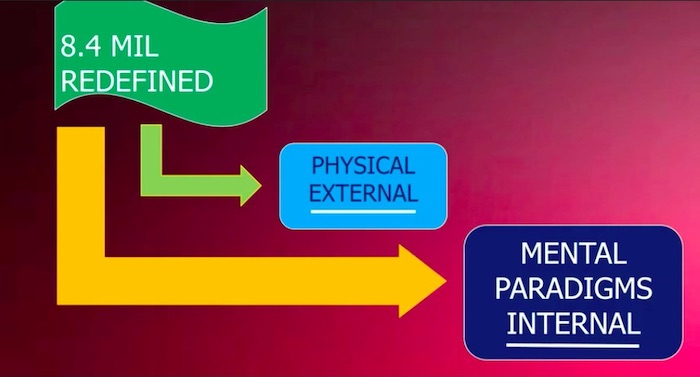 8.4 MIL
REDEFINED
PHYSICAL
EXTERNAL
MENTAL
PARADIGMS
INTERNAL